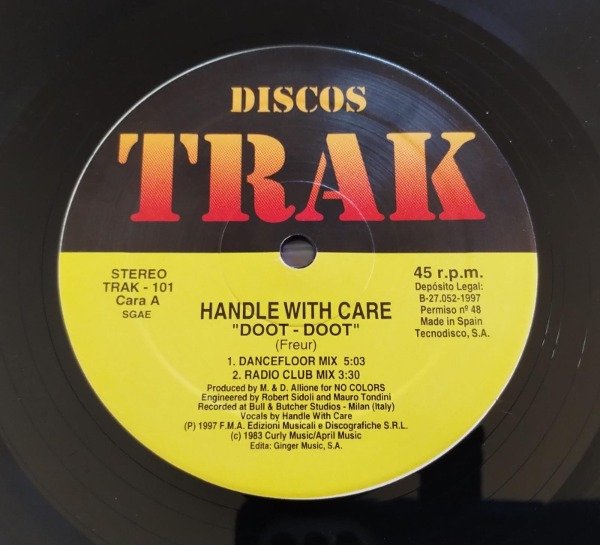 DISCOS
TRAK
STEREO
TRAK - 101
Cara A
SGAE
45 r.p.m.
Depósito Legal:
B-27.052-1997
Permiso nº 48
Made in Spain
Tecnodisco, S.A.
HANDLE WITH CARE
"DOOT - DOOT"
(Freur)
1. DANCEFLOOR MIX 5:03
2. RADIO CLUB MIX 3:30
Produced by M. & D. Allione for NO COLORS
Engineered by Robert Sidoli and Mauro Tondini
Recorded at Bull & Butcher Studios - Milan (Italy)
Vocals by Handle With Care
(P) 1997 F.M.A. Edizioni Musicali e Discografiche S.R.L.
(c) 1983 Curly Music/April Music
Edita: Ginger Music, S.A.